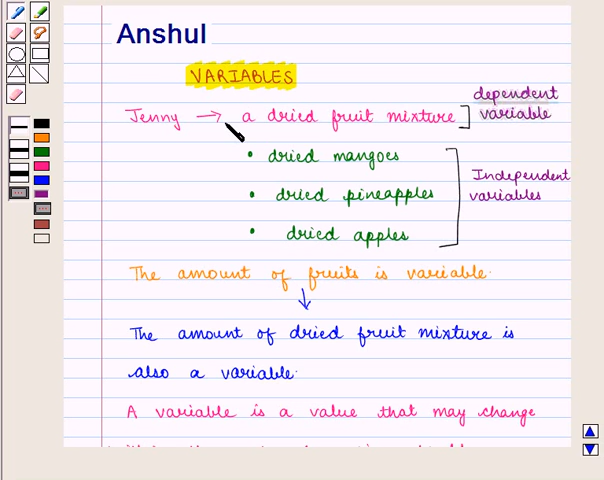 Anshul
VARIABLES
Jenny → a dried fruit mixture
dependent
variable
• dried mangoes
• dried pineapples
• dried apples
Independent
variables
The amount of fruits is variable.
↓
The amount of dried fruit mixture is
also a variable.
A variable is a value that may change